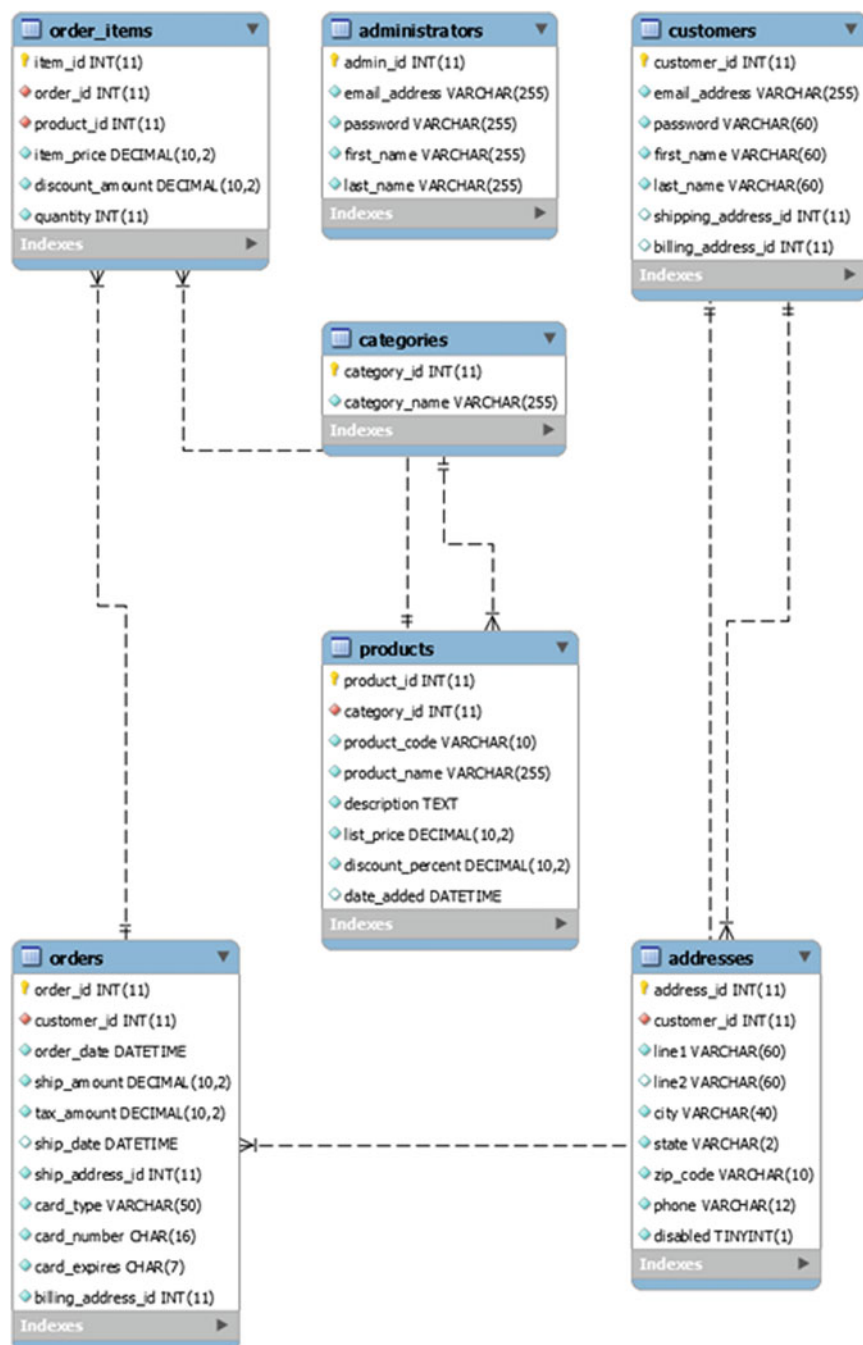 order_items
item_id INT(11)
order_id INT(11)
product_id INT(11)
item_price DECIMAL(10,2)
discount_amount DECIMAL(10,2)
quantity INT(11)
Indexes
administrators
admin_id INT(11)
email_address VARCHAR(255)
password VARCHAR(255)
first_name VARCHAR(255)
last_name VARCHAR(255)
Indexes
customers
customer_id INT(11)
email_address VARCHAR(255)
password VARCHAR(60)
first_name VARCHAR(60)
last_name VARCHAR(60)
shipping_address_id INT(11)
billing_address_id INT(11)
Indexes
categories
category_id INT(11)
category_name VARCHAR(255)
Indexes
products
product_id INT(11)
category_id INT(11)
product_code VARCHAR(10)
product_name VARCHAR(255)
description TEXT
list_price DECIMAL(10,2)
discount_percent DECIMAL(10,2)
date_added DATETIME
Indexes
orders
order_id INT(11)
customer_id INT(11)
order_date DATETIME
ship_amount DECIMAL(10,2)
tax_amount DECIMAL(10,2)
ship_date DATETIME
ship_address_id INT(11)
card_type VARCHAR(50)
card_number CHAR(16)
card_expires CHAR(7)
billing_address_id INT(11)
Indexes
addresses
address_id INT(11)
customer_id INT(11)
line1 VARCHAR(60)
line2 VARCHAR(60)
city VARCHAR(40)
state VARCHAR(2)
zip_code VARCHAR(10)
phone VARCHAR(12)
disabled TINYINT(1)
Indexes